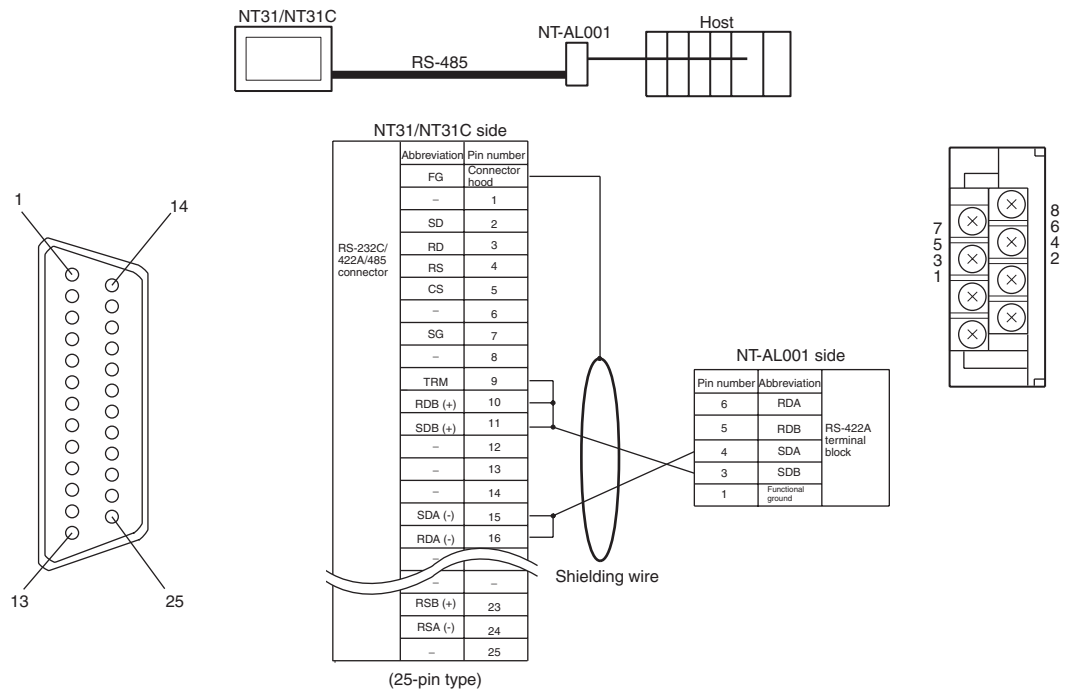 NT31/NT31C
NT-AL001
Host
RS-485
NT31/NT31C side
Abbreviation Pin number
FG Connector hood
– 1
SD 2
RD 3
RS-232C/
422A/485
connector
RS 4
CS 5
– 6
SG 7
– 8
TRM 9
RDB (+) 10
SDB (+) 11
– 12
– 13
– 14
SDA (-) 15
RDA (-) 16
–
– –
RSB (+) 23
RSA (-) 24
– 25
(25-pin type)
1
14
13
25
Shielding wire
NT-AL001 side
Pin number Abbreviation
6 RDA
5 RDB
4 SDA
3 SDB
1 Functional ground
RS-422A
terminal
block
7
5
3
1
8
6
4
2